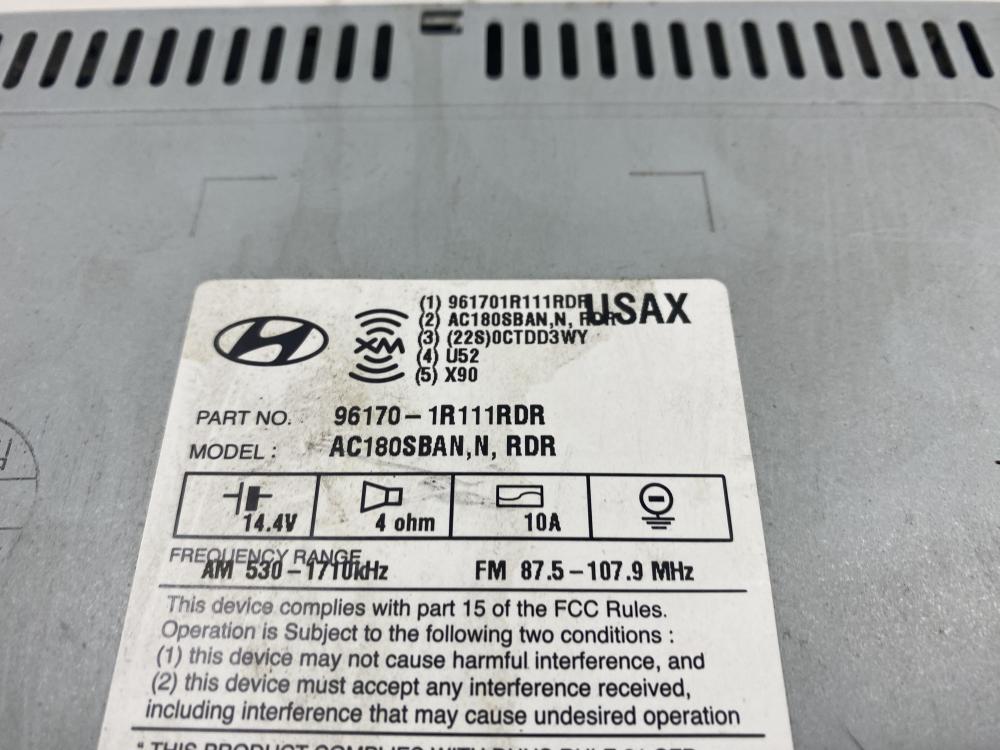 (1) 961701R111RDR USAX
(2) AC180SBAN,N, RDR
XM (3) (22S)0CTDD3WY
(4) U52
(5) X90
PART NO. 96170-1R111RDR
MODEL : AC180SBAN,N, RDR
14.4V 4 ohm 10A
FREQUENCY RANGE
AM 530-1710kHz FM 87.5-107.9 MHz
This device complies with part 15 of the FCC Rules.
Operation is Subject to the following two conditions :
(1) this device may not cause harmful interference, and
(2) this device must accept any interference received,
including interference that may cause undesired operation
* THIS PRODUCT COMPLIES WITH